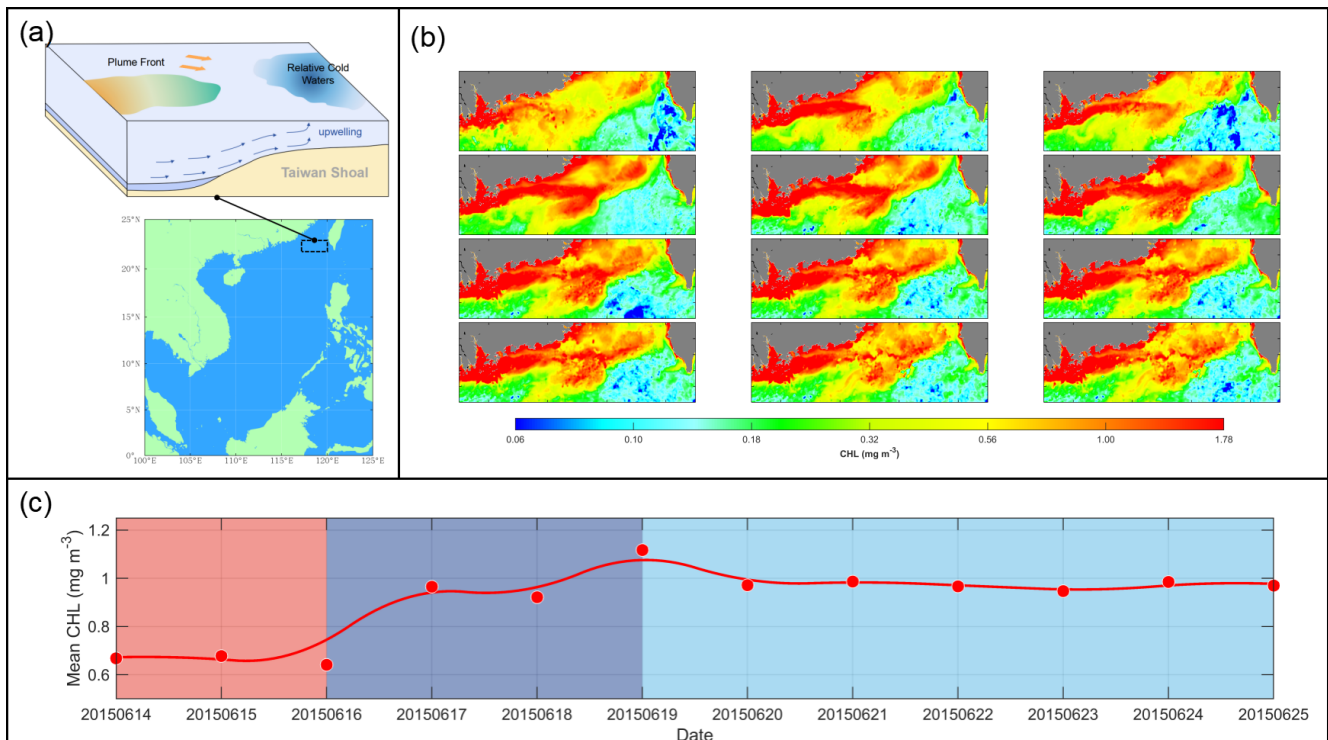 (a)
Plume Front
Relative Cold
Waters
upwelling
Taiwan Shoal
25°N
20°N
15°N
10°N
5°N
0°
100°E 105°E 110°E 115°E 120°E 125°E
(b)
0.06 0.10 0.18 0.32 0.56 1.00 1.78
CHL (mg m⁻³)
(c)
Mean CHL (mg m⁻³)
1.2
1
0.8
0.6
20150614 20150615 20150616 20150617 20150618 20150619 20150620 20150621 20150622 20150623 20150624 20150625
Date